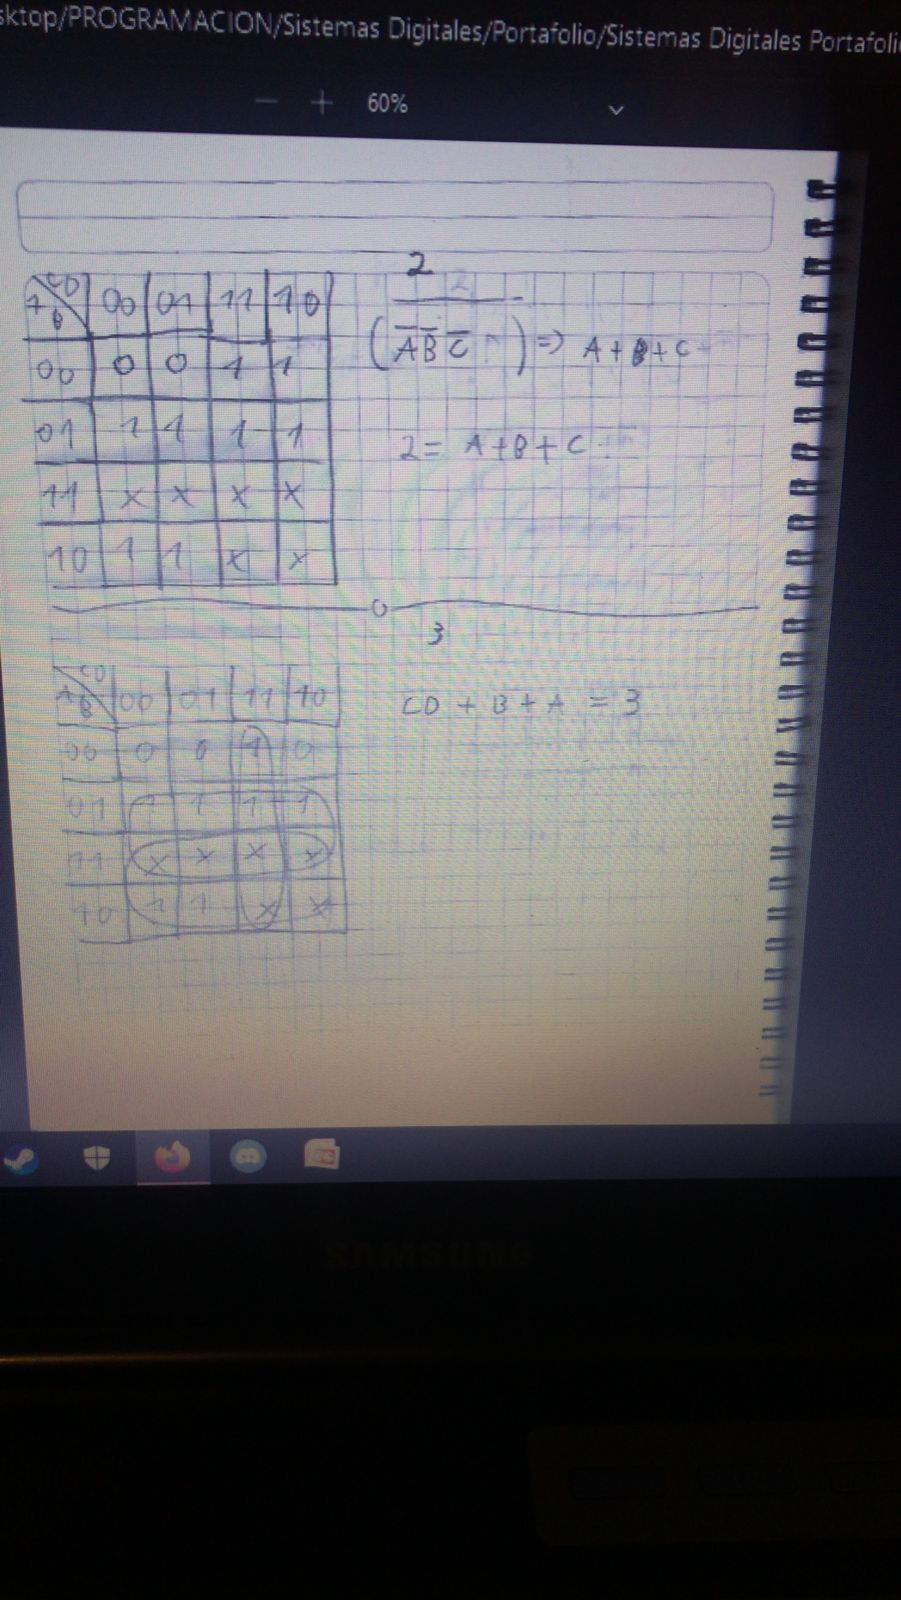 sktop/PROGRAMACION/Sistemas Digitales/Portafolio/Sistemas Digitales Portafoli
− + 60%
2
CD 00 01 11 10
B
00 0 0 1 1
01 1 1 1 1
11 x x x x
10 1 1 x x
(A̅ B̅ C̅) => A+B+C
2= A+B+C
3
CD 00 01 11 10
B
00 0 0 1 0
01 1 1 1 1
11 x x x x
10 1 1 x x
CD + B + A = 3
SAMSUNG